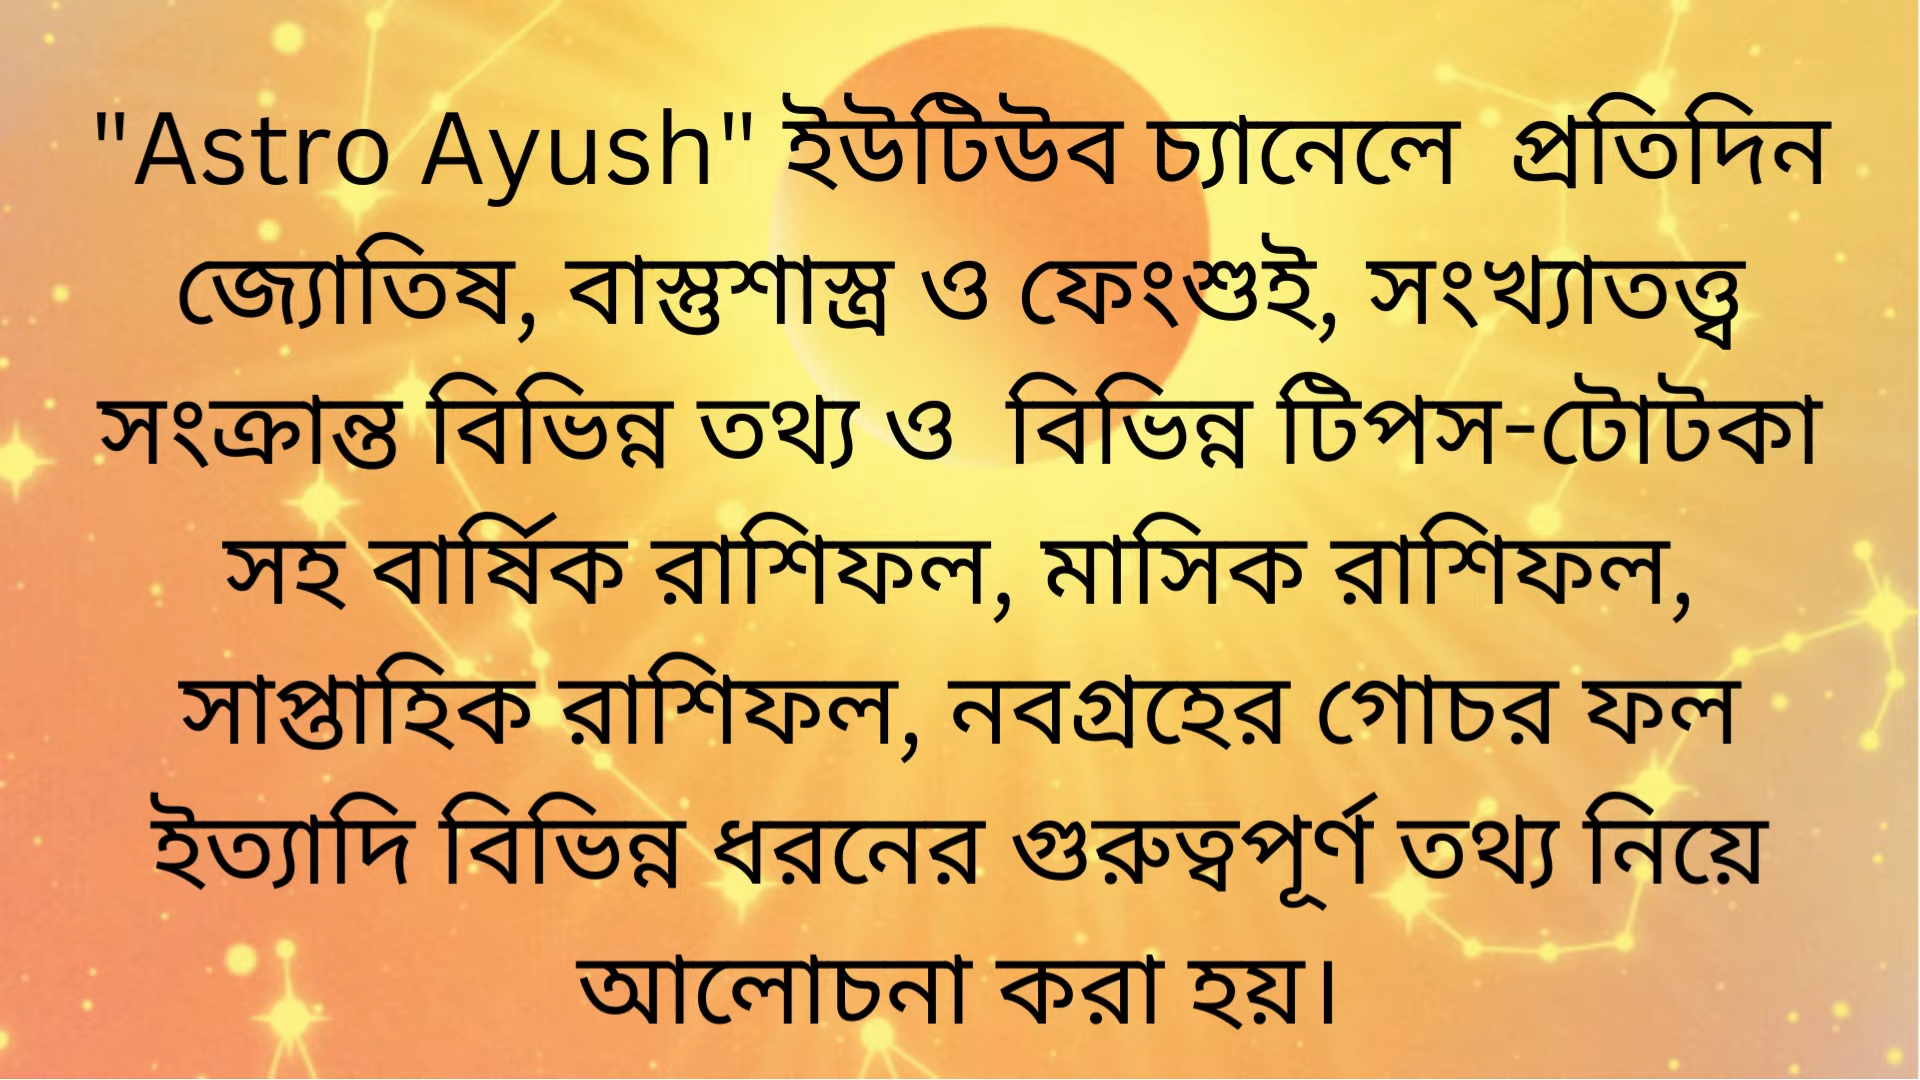 "Astro Ayush" ইউটিউব চ্যানেলে  প্রতিদিন
জ্যোতিষ, বাস্তুশাস্ত্র ও ফেংশুই, সংখ্যাতত্ত্ব
সংক্রান্ত বিভিন্ন তথ্য ও  বিভিন্ন টিপস-টোটকা
সহ বার্ষিক রাশিফল, মাসিক রাশিফল,
সাপ্তাহিক রাশিফল, নবগ্রহের গোচর ফল
ইত্যাদি বিভিন্ন ধরনের গুরুত্বপূর্ণ তথ্য নিয়ে
আলোচনা করা হয়।